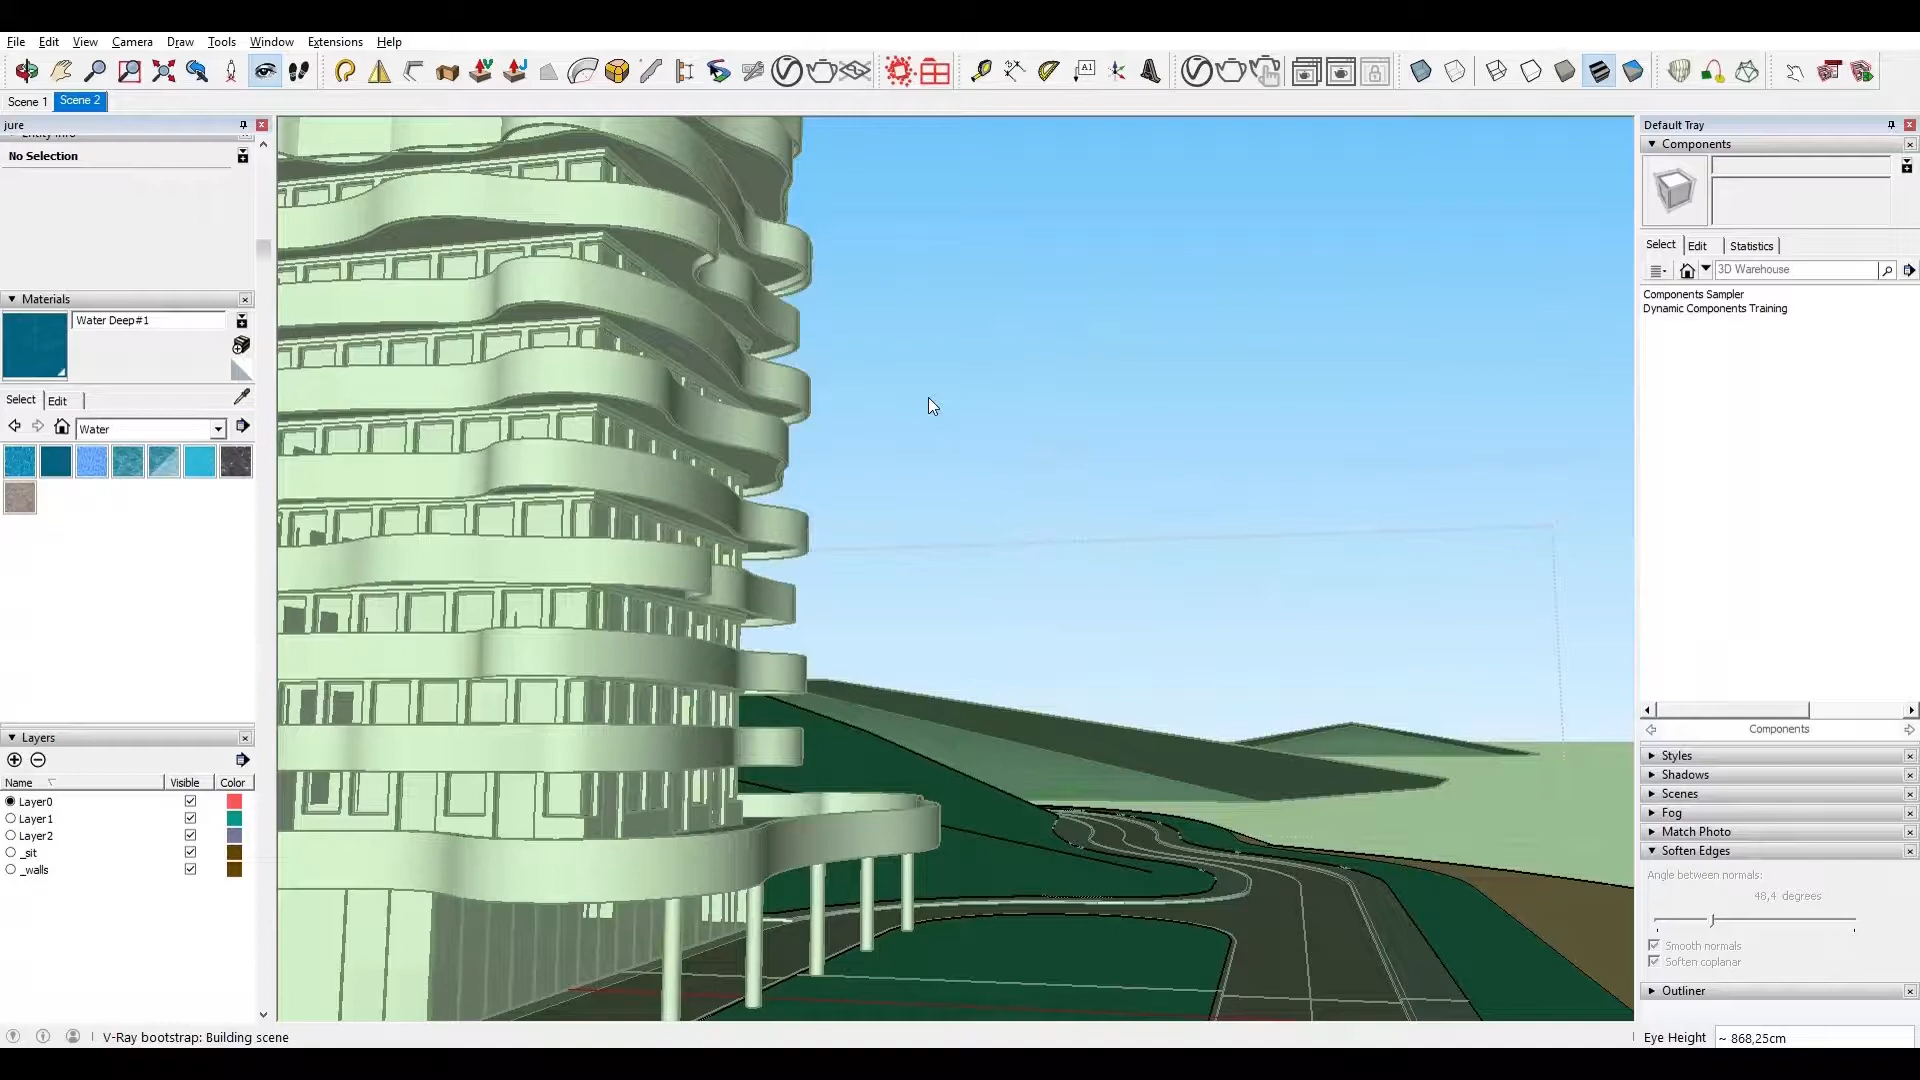 File Edit View Camera Draw Tools Window Extensions Help
A1
Scene 1 Scene 2
jure
No Selection
Materials
Water Deep#1
Select Edit
Water
Layers
Name Visible Color
Layer0
Layer1
Layer2
_sit
_walls
V-Ray bootstrap: Building scene
Default Tray
Components
Select Edit Statistics
3D Warehouse
Components Sampler
Dynamic Components Training
Components
Styles
Shadows
Scenes
Fog
Match Photo
Soften Edges
Angle between normals:
48,4 degrees
Smooth normals
Soften coplanar
Outliner
Eye Height ~ 868,25cm